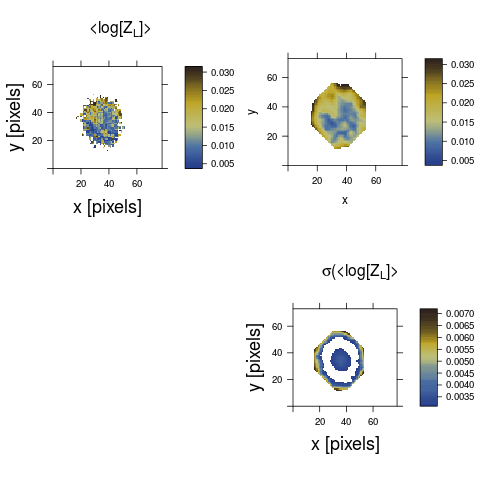 <log[Z_L]>
60
40
20
20 40 60
x [pixels]
y [pixels]
0.030
0.025
0.020
0.015
0.010
0.005
60
40
20
20 40 60
x
y
0.030
0.025
0.020
0.015
0.010
0.005
σ(<log[Z_L]>
60
40
20
20 40 60
x [pixels]
y [pixels]
0.0070
0.0065
0.0060
0.0055
0.0050
0.0045
0.0040
0.0035